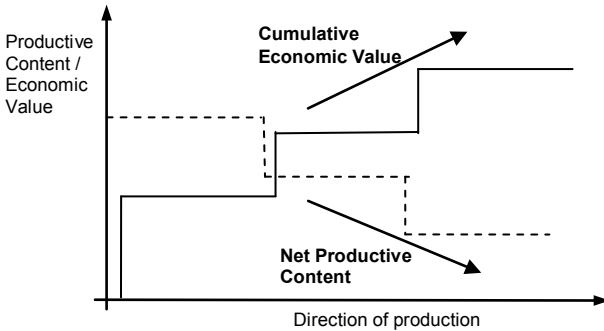 Productive
Content /
Economic
Value
Cumulative
Economic Value
Net Productive
Content
Direction of production